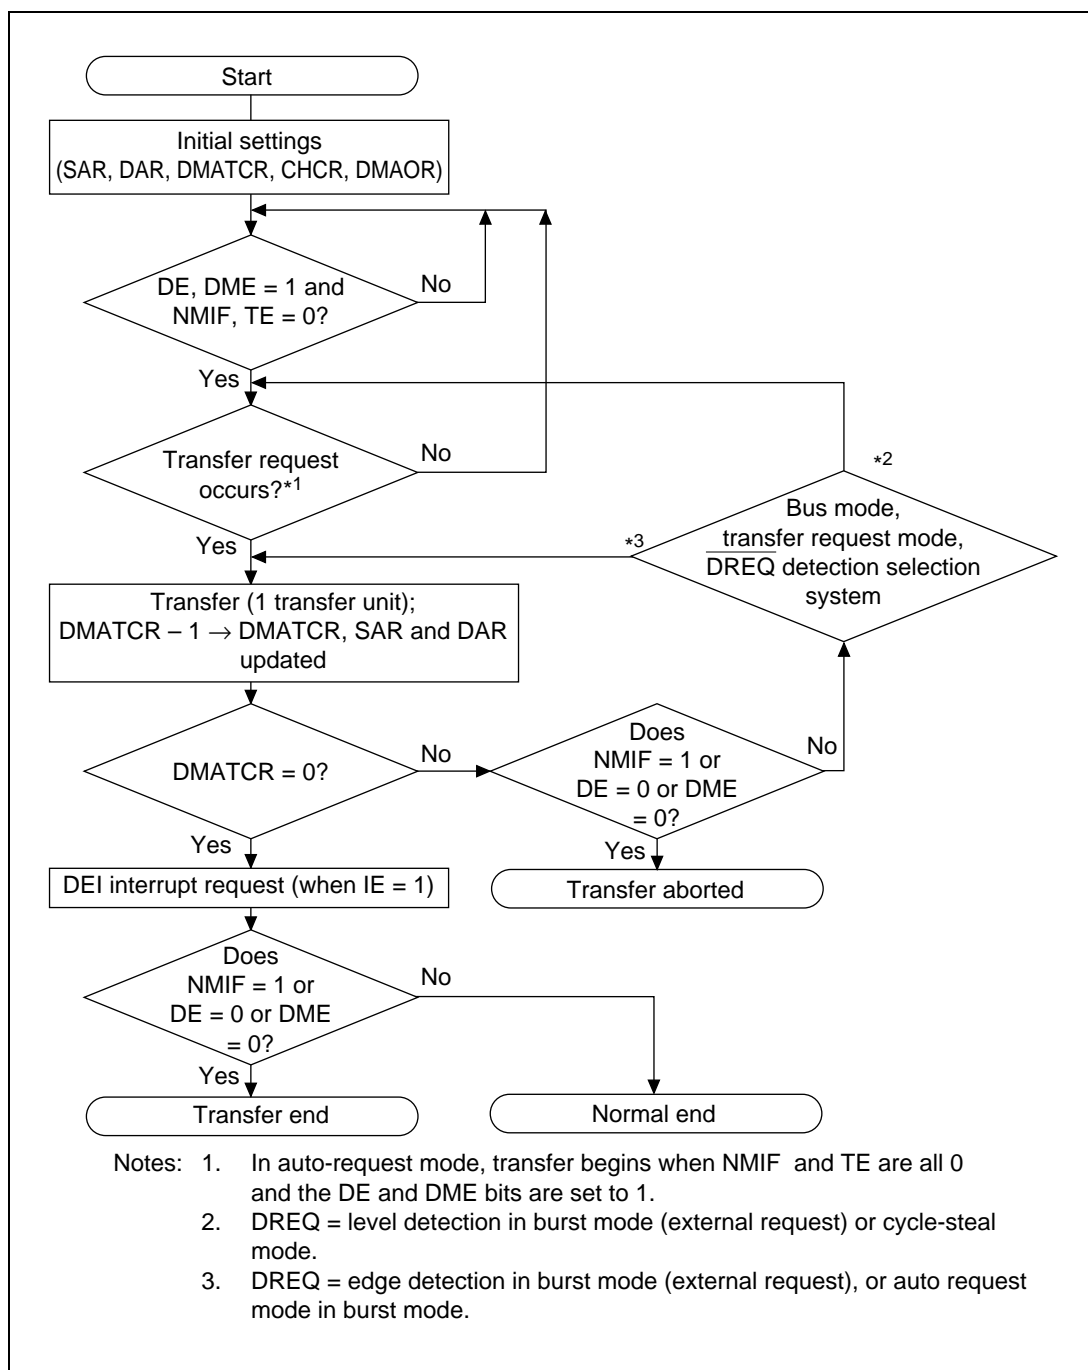 Start
Initial settings
(SAR, DAR, DMATCR, CHCR, DMAOR)
DE, DME = 1 and
NMIF, TE = 0?
No
Yes
Transfer request
occurs?*1
No
Yes
*2
Bus mode,
transfer request mode,
DREQ detection selection
system
*3
Transfer (1 transfer unit);
DMATCR – 1 → DMATCR, SAR and DAR
updated
DMATCR = 0?
No
Yes
Does
NMIF = 1 or
DE = 0 or DME
= 0?
No
Yes
Transfer aborted
DEI interrupt request (when IE = 1)
Does
NMIF = 1 or
DE = 0 or DME
= 0?
No
Yes
Transfer end
Normal end
Notes: 1. In auto-request mode, transfer begins when NMIF and TE are all 0
and the DE and DME bits are set to 1.
2. DREQ = level detection in burst mode (external request) or cycle-steal
mode.
3. DREQ = edge detection in burst mode (external request), or auto request
mode in burst mode.